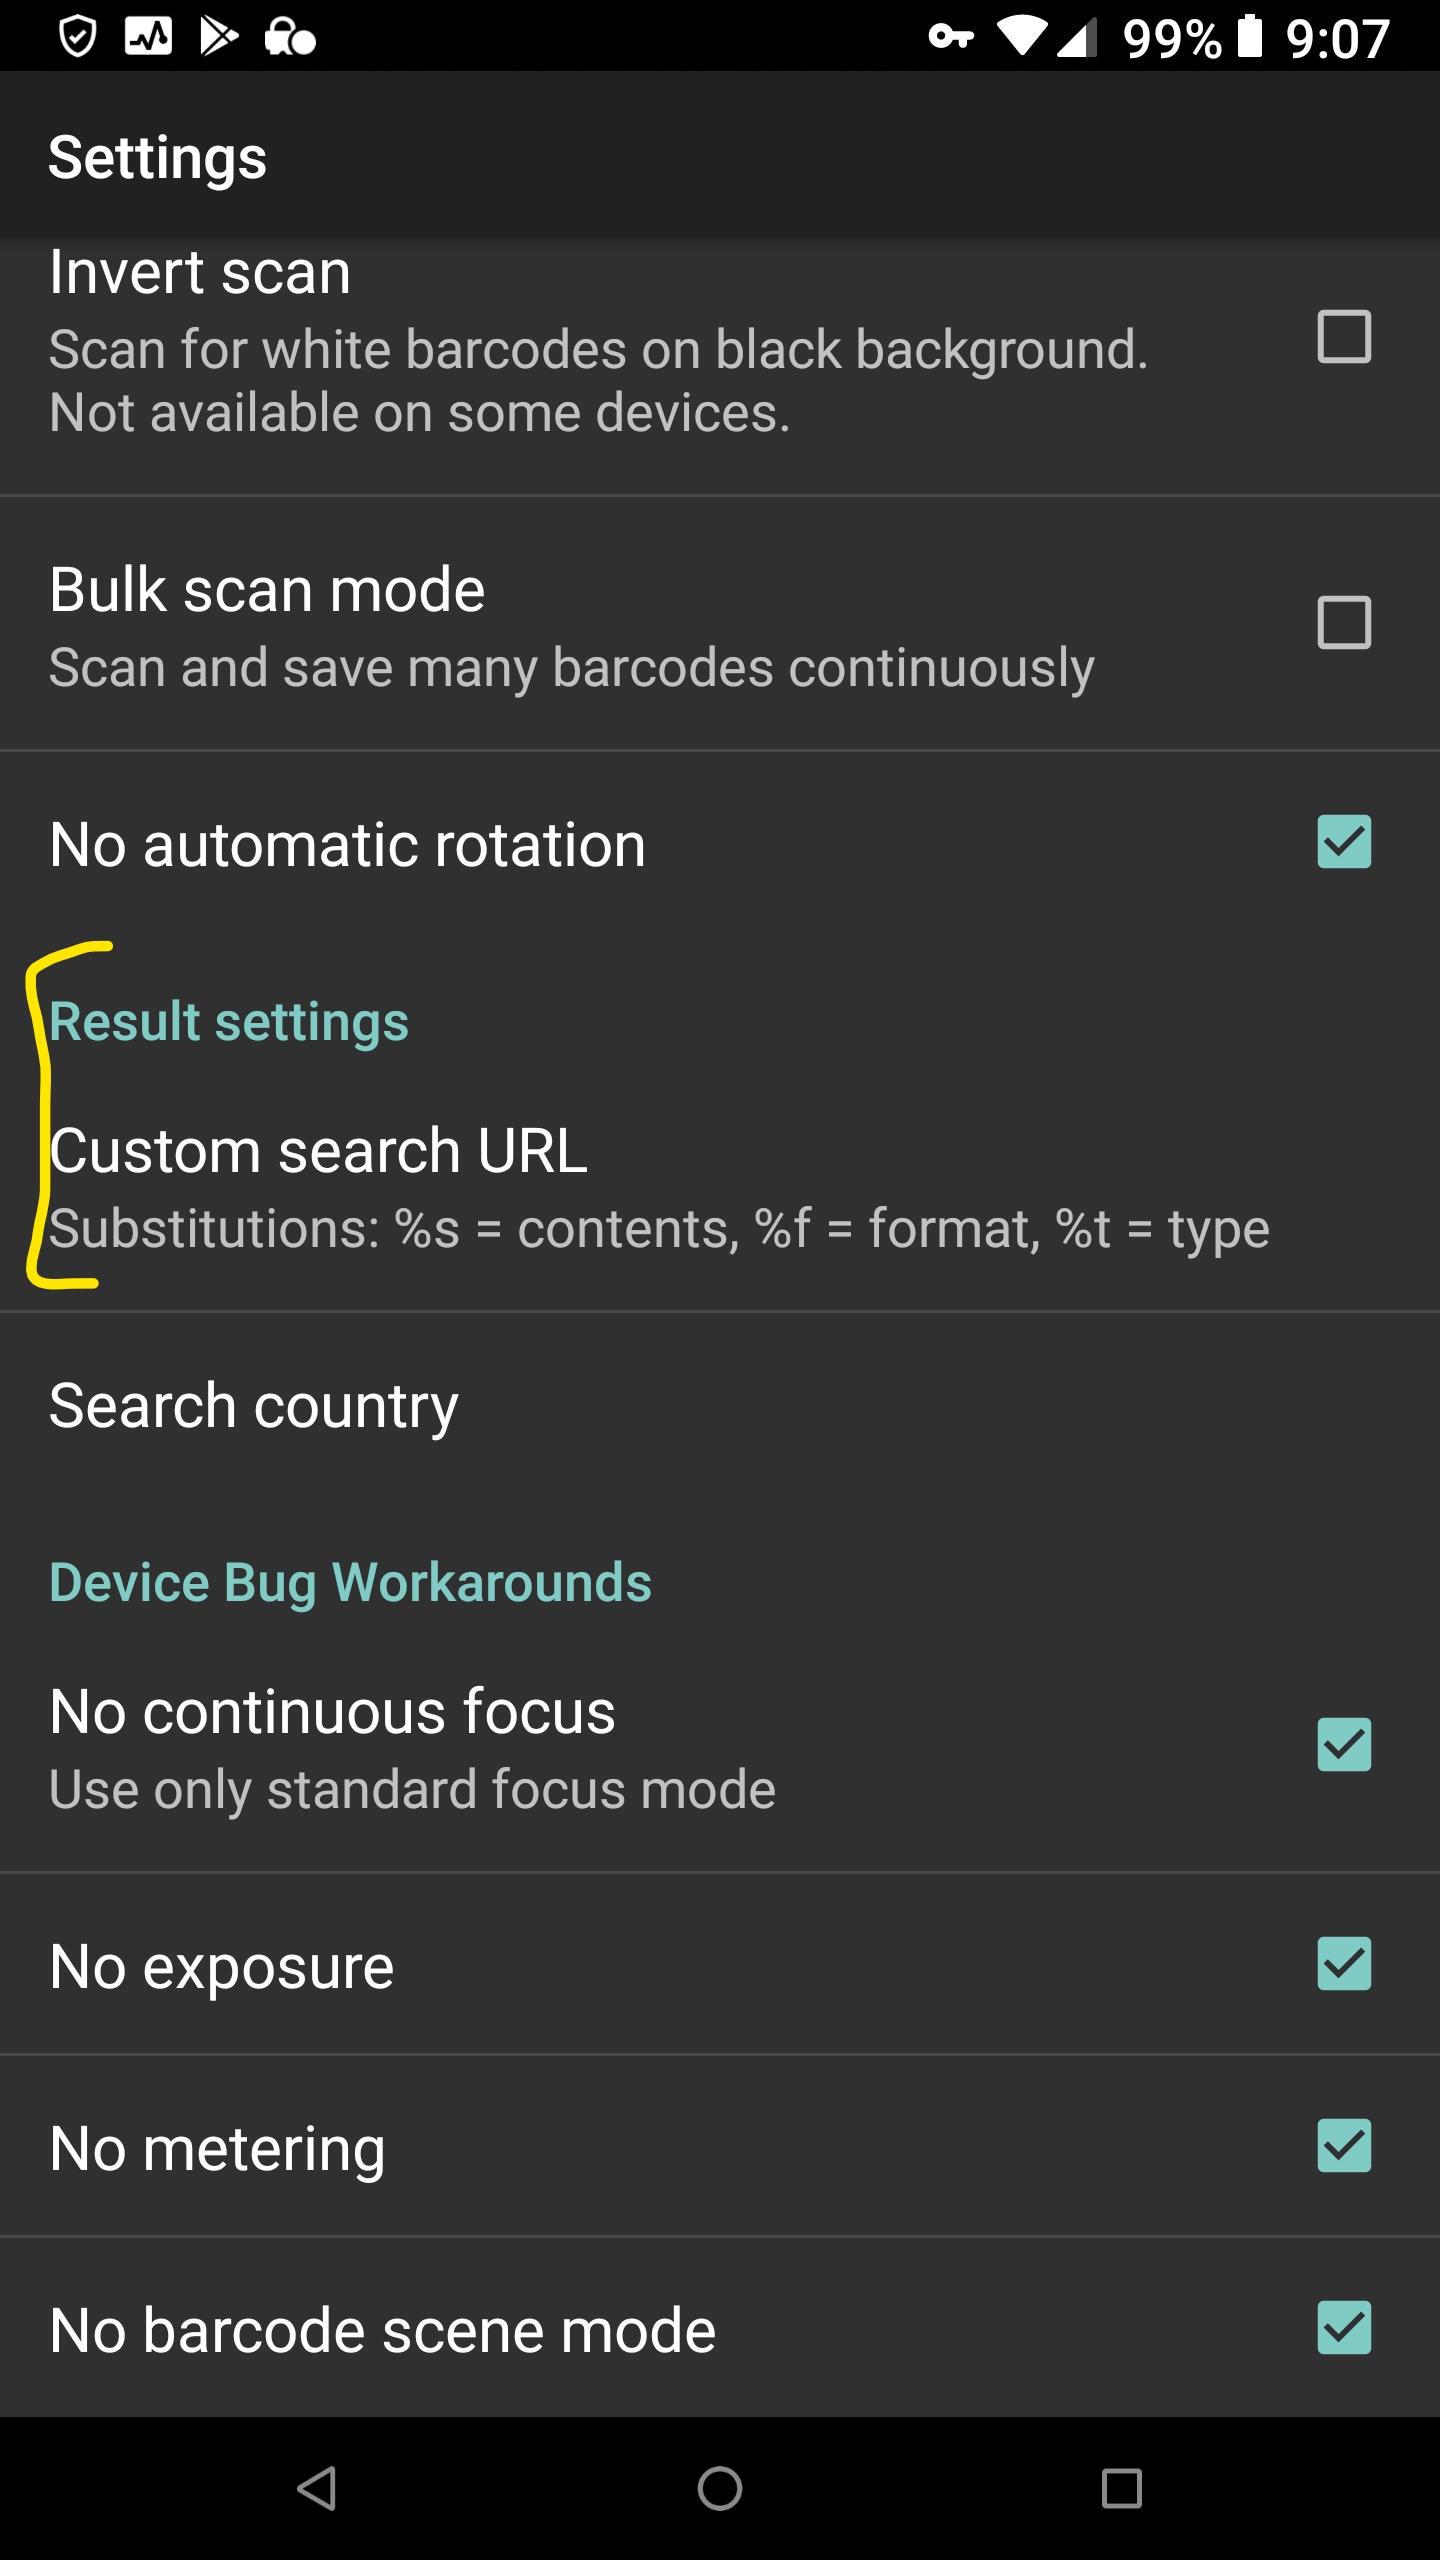 99% 9:07
Settings
Invert scan
Scan for white barcodes on black background.
Not available on some devices.
Bulk scan mode
Scan and save many barcodes continuously
No automatic rotation
Result settings
Custom search URL
Substitutions: %s = contents, %f = format, %t = type
Search country
Device Bug Workarounds
No continuous focus
Use only standard focus mode
No exposure
No metering
No barcode scene mode